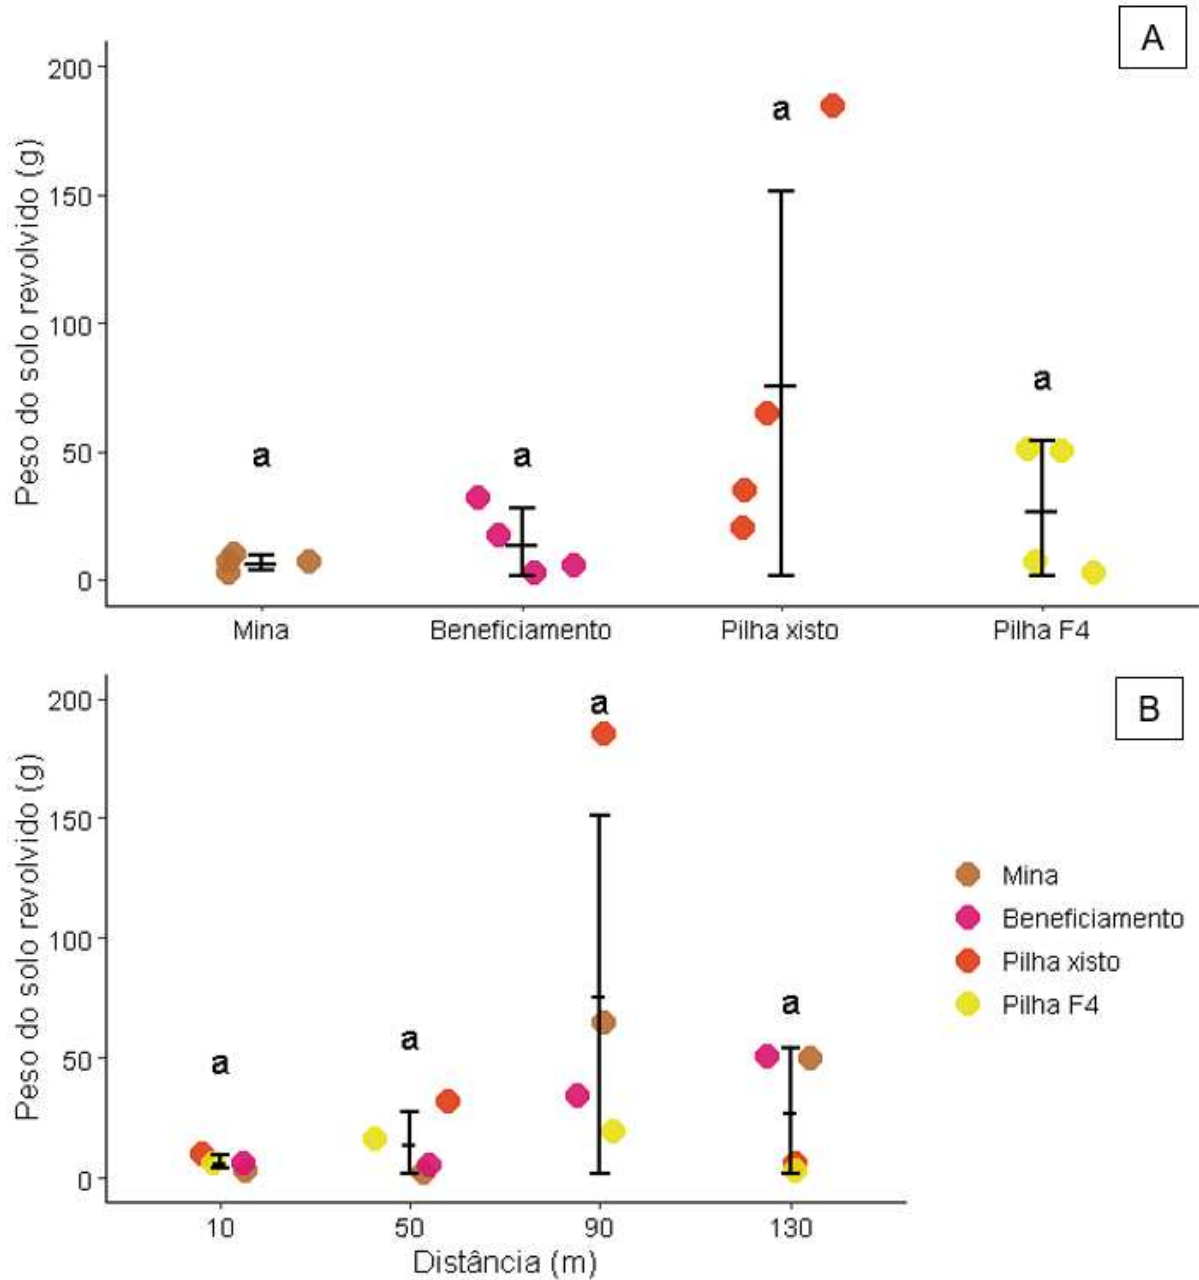 A
Peso do solo revolvido (g)
200
150
100
50
0
a
a
a
a
Mina
Beneficiamento
Pilha xisto
Pilha F4
B
Peso do solo revolvido (g)
200
150
100
50
0
a
a
a
a
10
50
90
130
Distância (m)
Mina
Beneficiamento
Pilha xisto
Pilha F4